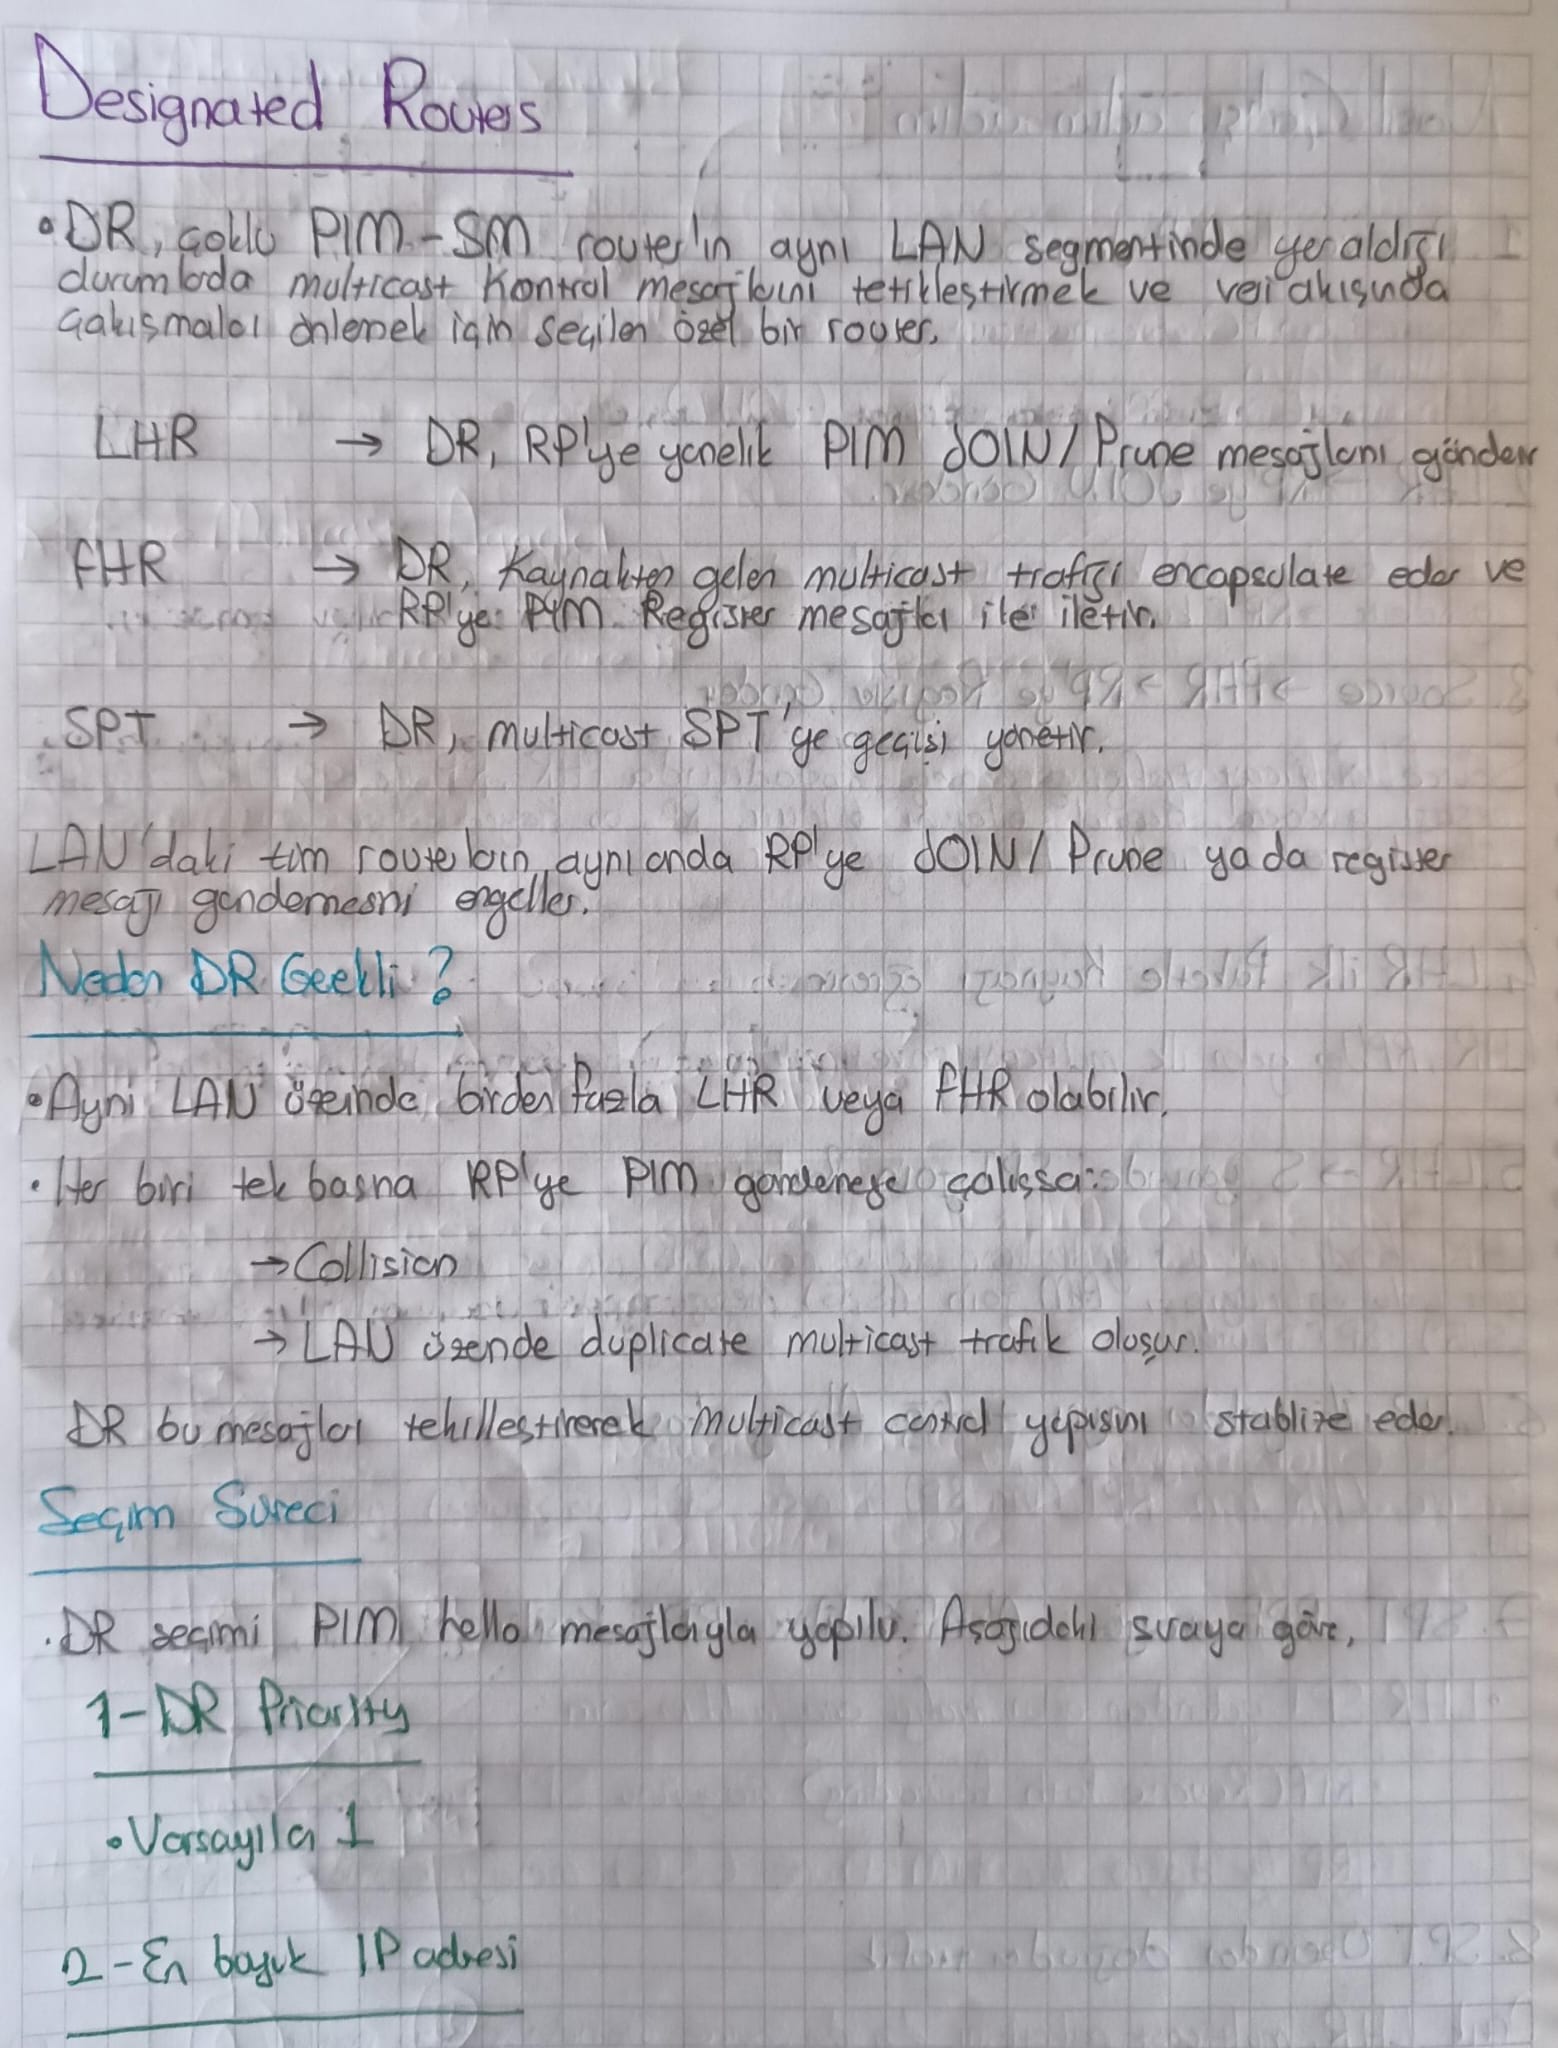 Designated Routers
• DR, çoklu PIM-SM router'ın aynı LAN segmentinde yer aldığı
durumlarda multicast Kontrol mesajlarını tetikleştirmek ve veri akışında
çakışmaları önlemek için seçilen özel bir router.
LHR → DR, RP'ye yönelik PIM JOIN/Prune mesajlarını gönderir
FHR → DR, Kaynaktan gelen multicast trafiği encapsulate eder ve
RP'ye PIM Register mesajları ile iletir.
SPT → DR, multicast SPT'ye geçişi yönetir.
LAN'daki tüm routerların aynı anda RP'ye JOIN/Prune ya da register
mesajı göndermesini engeller.
Neden DR Gerekli?
• Ayni LAN üzerinde birden fazla LHR veya FHR olabilir.
• Her biri tek başına RP'ye PIM göndermeye çalışsa:
→ Collision
→ LAN üzerinde duplicate multicast trafik oluşur.
DR bu mesajları tekilleştirerek multicast control yapısını stablize eder.
Seçim Süreci
• DR seçimi PIM hello mesajlarıyla yapılır. Aşağıdaki sıraya göre,
1-DR Priority
• Varsayılan 1
2-En büyük IP adresi